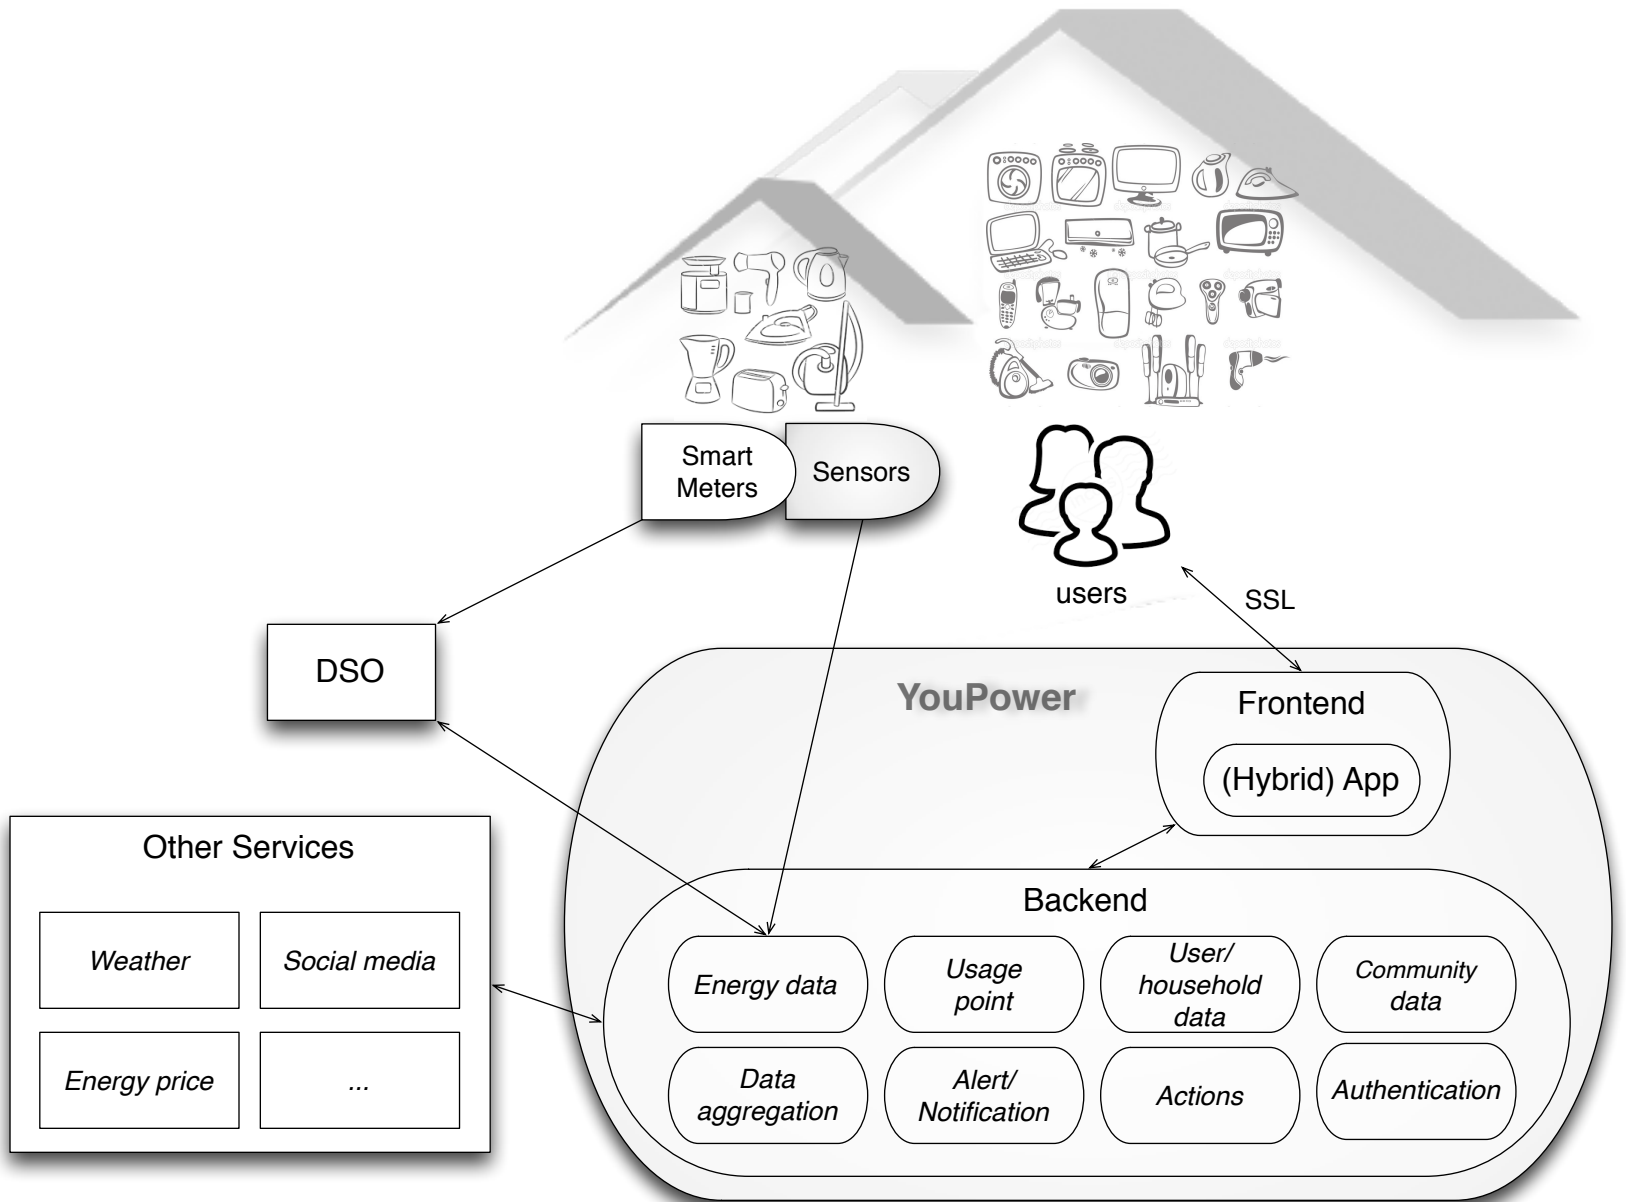 Smart
Meters
Sensors
users
SSL
DSO
YouPower
Frontend
(Hybrid) App
Other Services
Weather
Social media
Energy price
...
Backend
Energy data
Usage
point
User/
household
data
Community
data
Data
aggregation
Alert/
Notification
Actions
Authentication